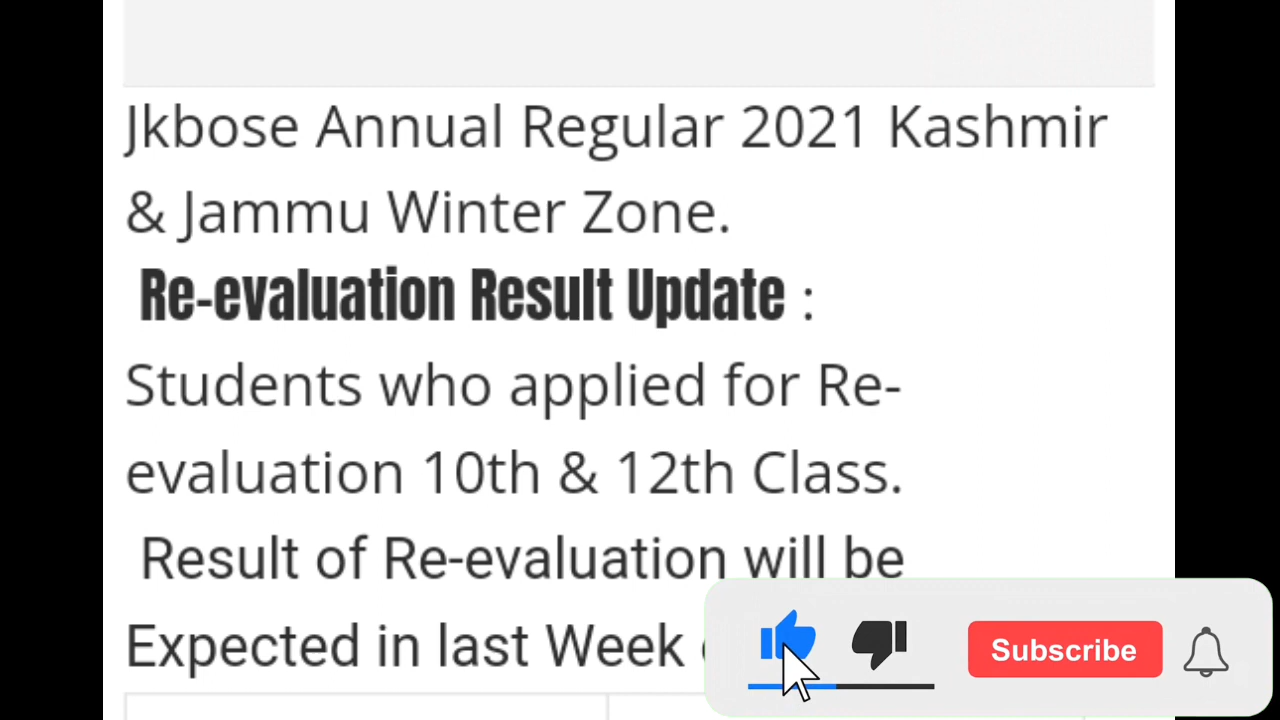 Jkbose Annual Regular 2021 Kashmir
& Jammu Winter Zone.
Re-evaluation Result Update :
Students who applied for Re-
evaluation 10th & 12th Class.
Result of Re-evaluation will be
Expected in last Week
Subscribe